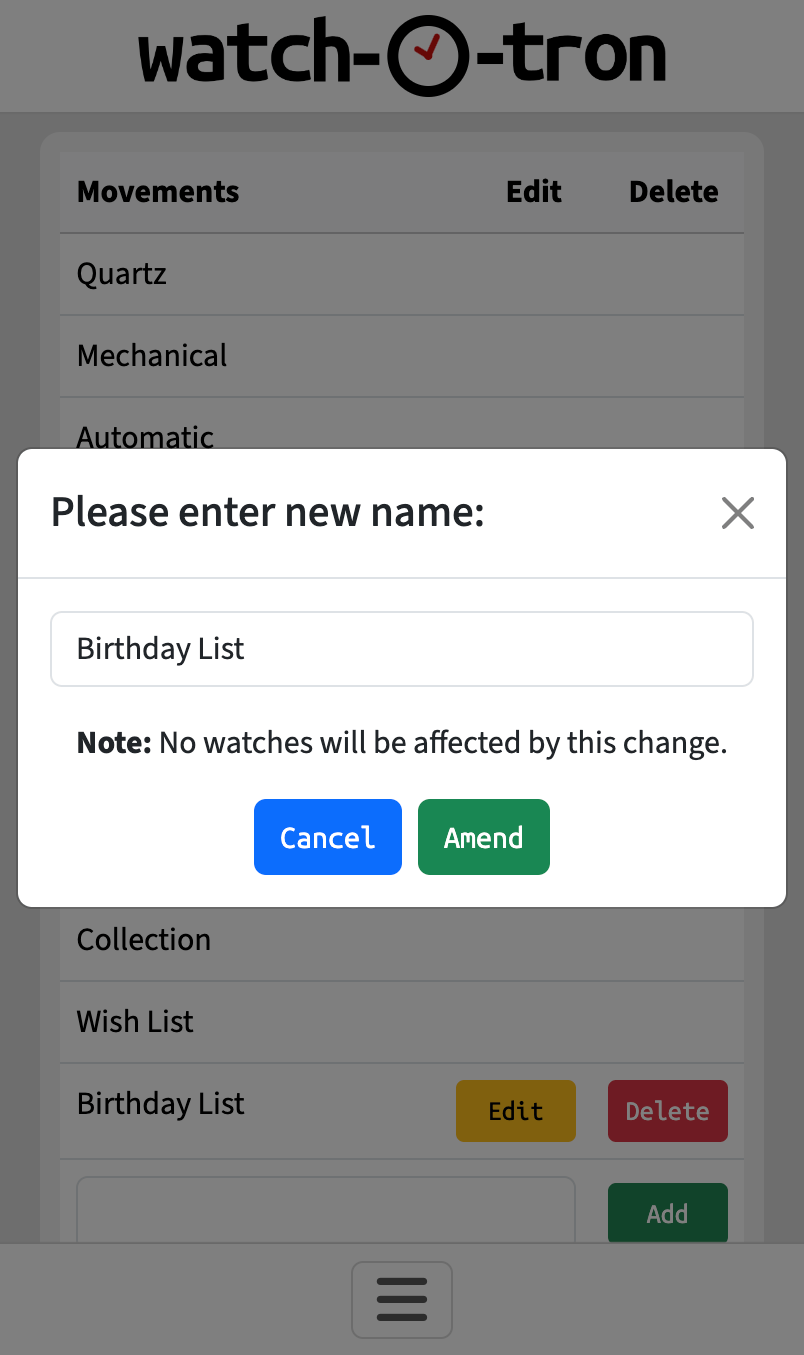 watch-O-tron
Movements Edit Delete
Quartz
Mechanical
Automatic
Please enter new name:
Birthday List
Note: No watches will be affected by this change.
Cancel Amend
Collection
Wish List
Birthday List Edit Delete
Add